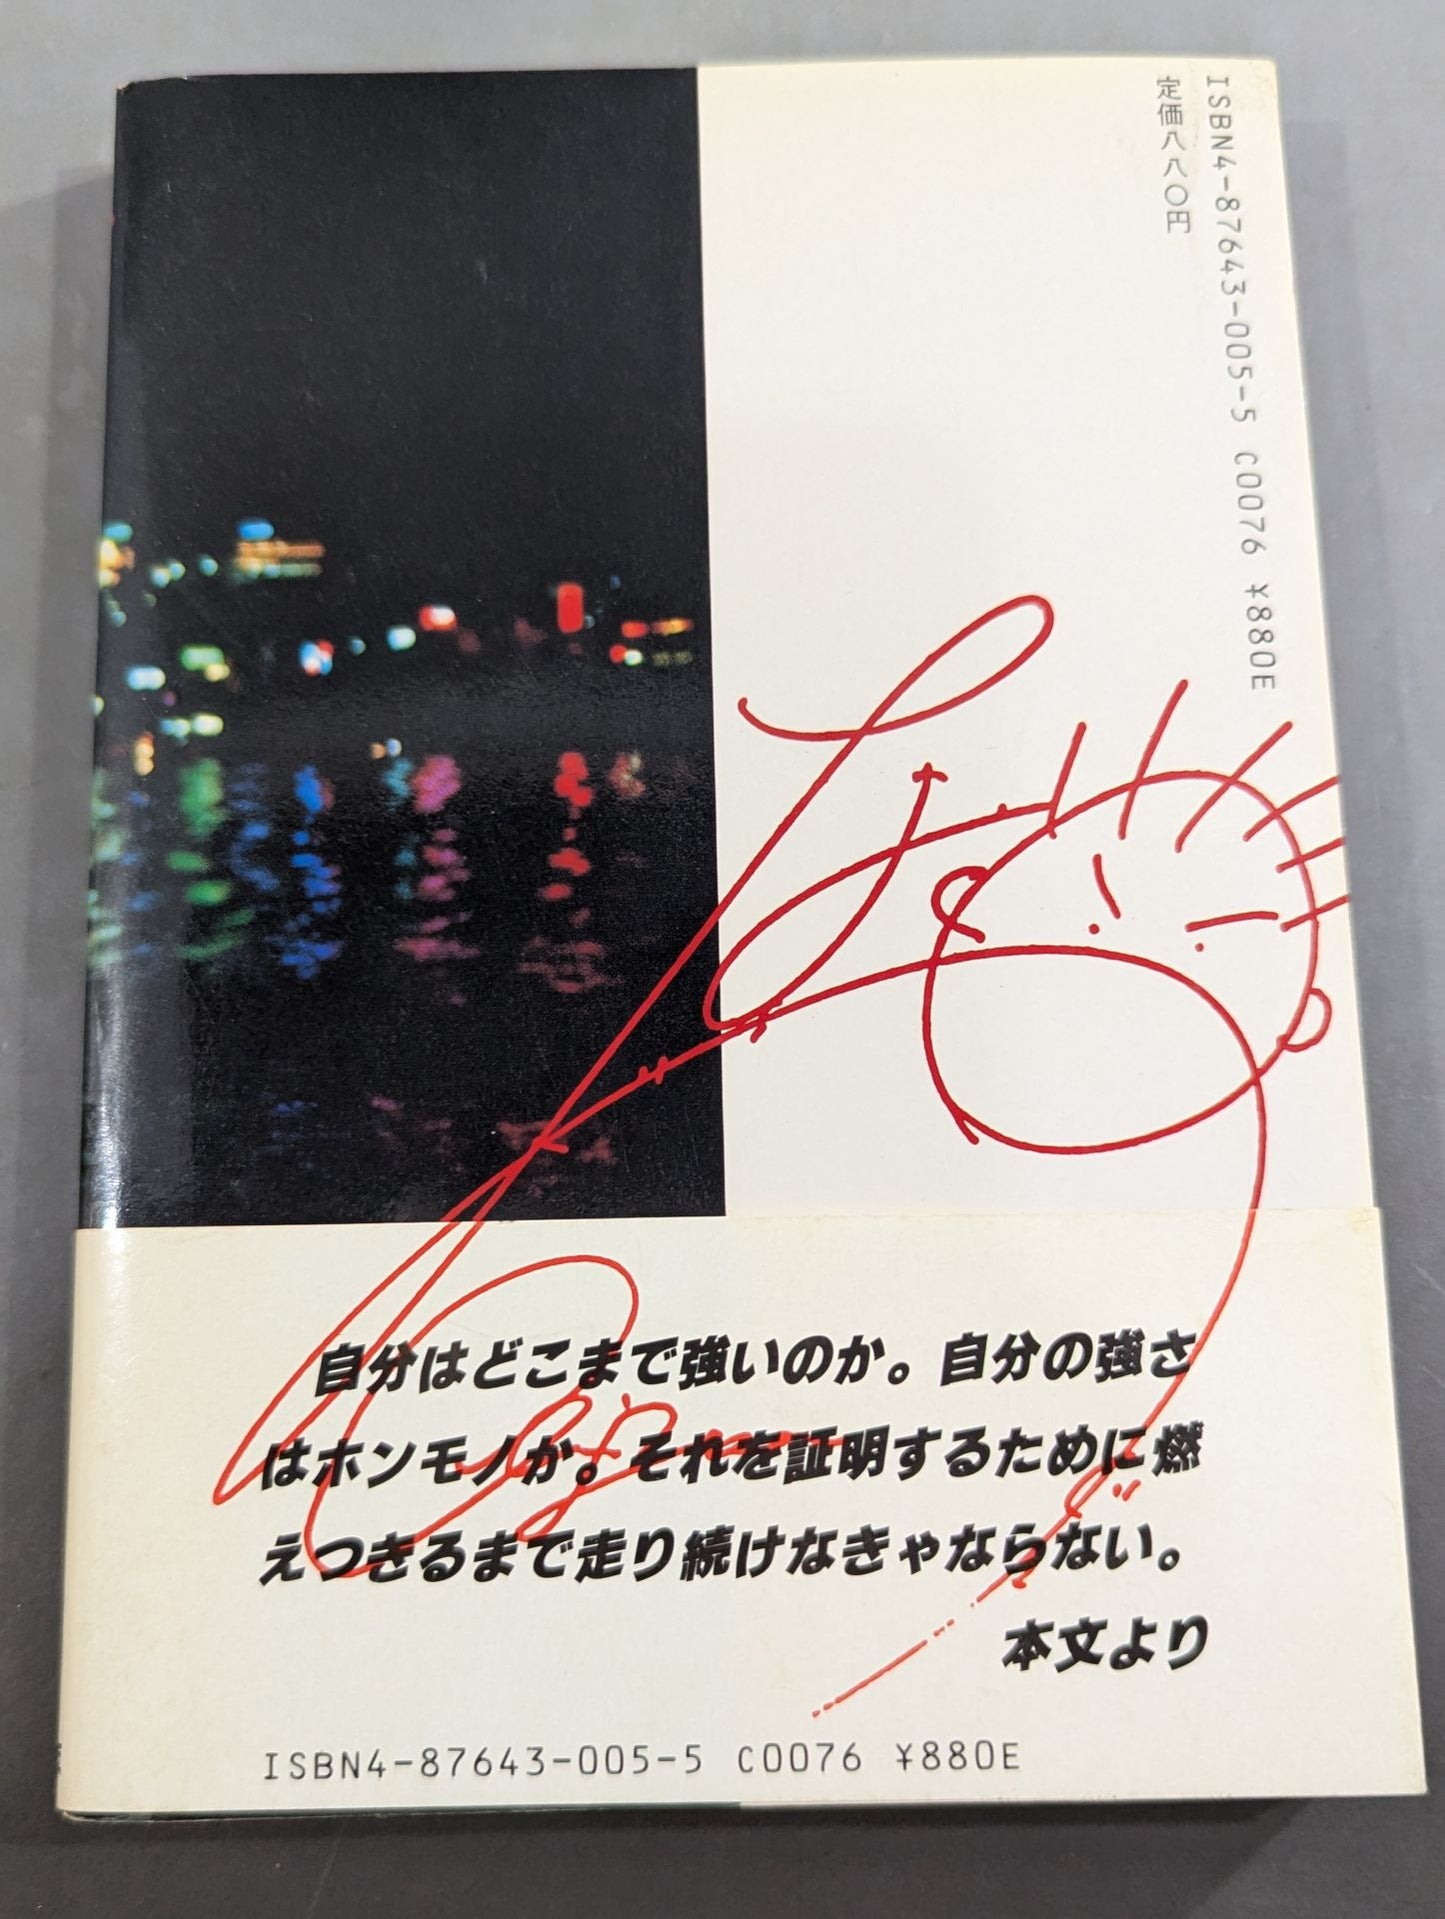 ISBN4-87643-005-5 C0076 ¥880E
定価八八〇円
自分はどこまで強いのか。自分の強さ
はホンモノか。それを証明するために燃
えつきるまで走り続けなきゃならない。
本文より
ISBN4-87643-005-5 C0076 ¥880E